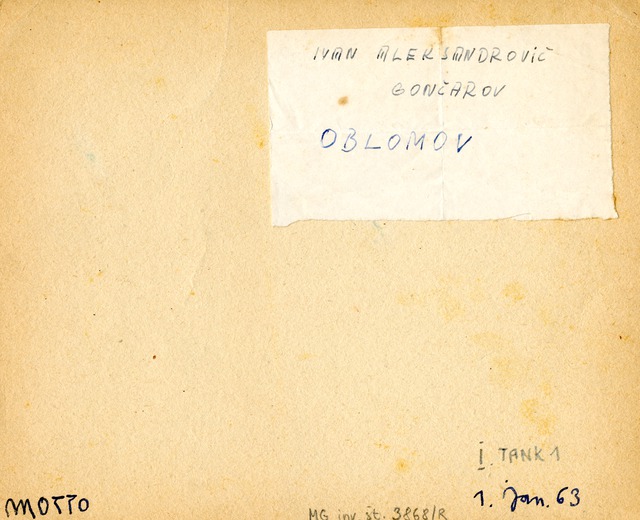 IVAN ALEKSANDROVIČ
GONČAROV
OBLOMOV
I. TANK 1
MOTTO
1. Jan. 63
MG inv. št. 3868/R